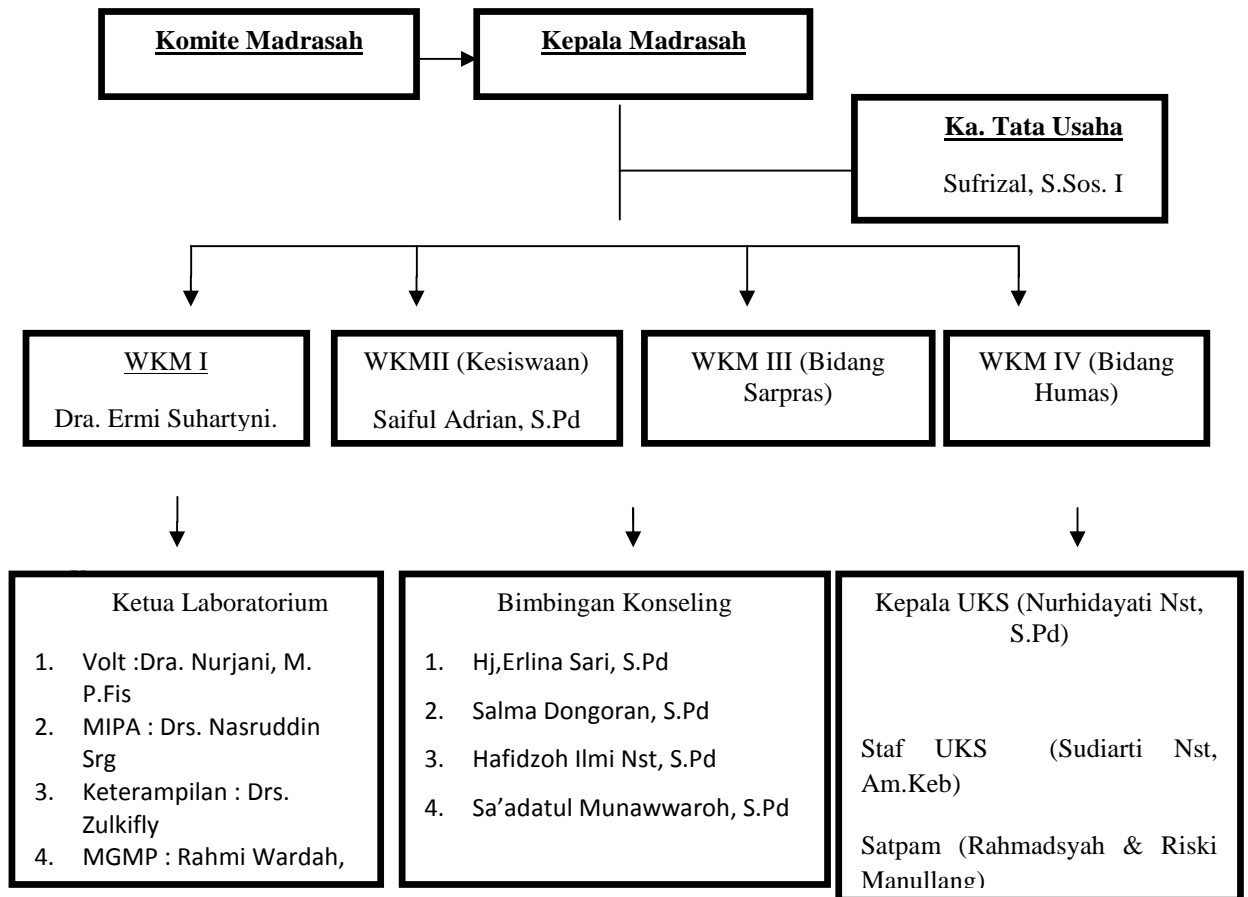 Komite Madrasah
Kepala Madrasah
Ka. Tata Usaha
Sufrizal, S.Sos. I
WKM I
Dra. Ermi Suhartyni.
WKMII (Kesiswaan)
Saiful Adrian, S.Pd
WKM III (Bidang
Sarpras)
WKM IV (Bidang
Humas)
Ketua Laboratorium
1. Volt :Dra. Nurjani, M.
P.Fis
2. MIPA : Drs. Nasruddin
Srg
3. Keterampilan : Drs.
Zulkifly
4. MGMP : Rahmi Wardah,
Bimbingan Konseling
1. Hj,Erlina Sari, S.Pd
2. Salma Dongoran, S.Pd
3. Hafidzoh Ilmi Nst, S.Pd
4. Sa’adatul Munawwaroh, S.Pd
Kepala UKS (Nurhidayati Nst,
S.Pd)
Staf UKS (Sudiarti Nst,
Am.Keb)
Satpam (Rahmadsyah & Riski
Manullang)